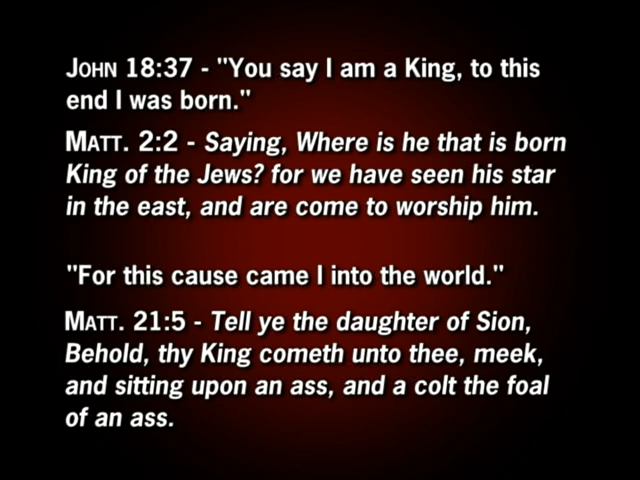 John 18:37 - "You say I am a King, to this
end I was born."
Matt. 2:2 - Saying, Where is he that is born
King of the Jews? for we have seen his star
in the east, and are come to worship him.
"For this cause came I into the world."
Matt. 21:5 - Tell ye the daughter of Sion,
Behold, thy King cometh unto thee, meek,
and sitting upon an ass, and a colt the foal
of an ass.